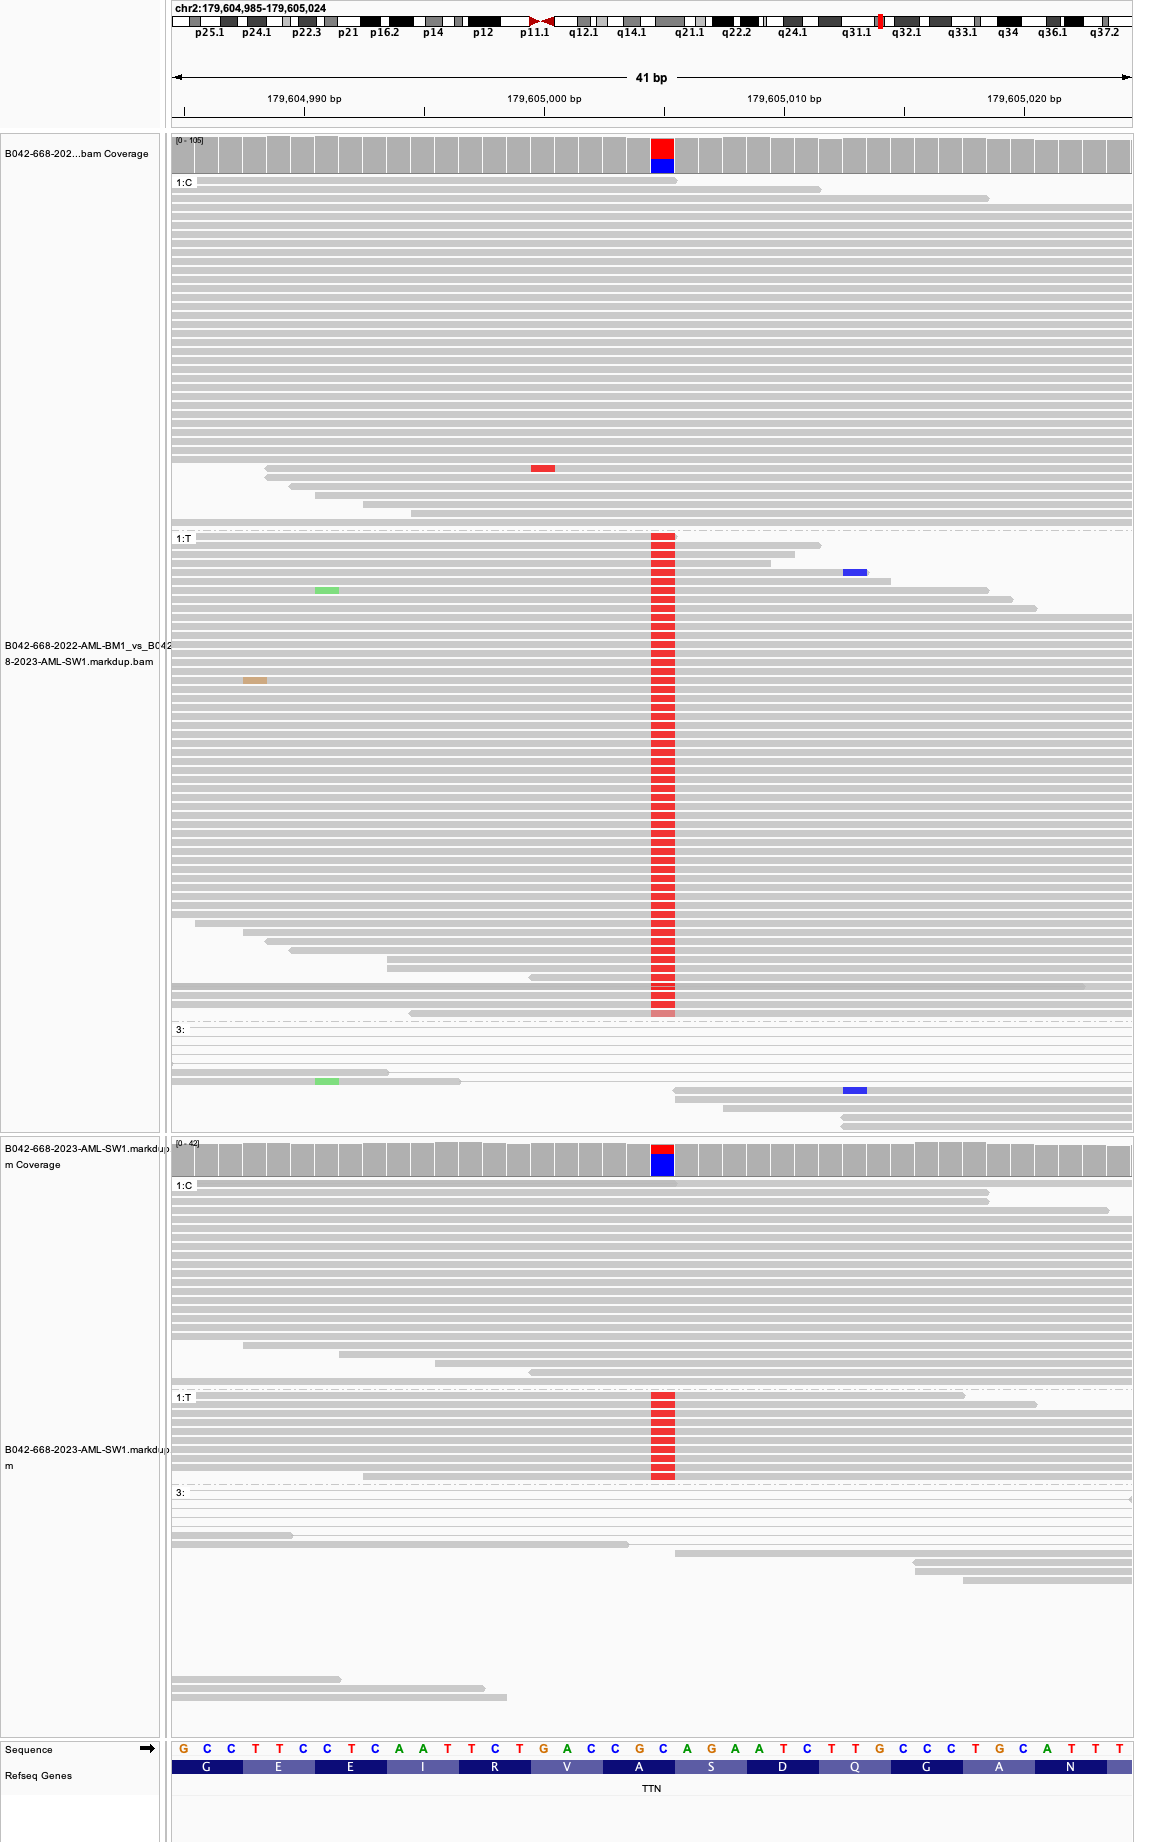 chr2:179,604,985-179,605,024
p25.1 p24.1 p22.3 p21 p16.2 p14 p12 p11.1 q12.1 q14.1 q21.1 q22.2 q24.1 q31.1 q32.1 q33.1 q34 q36.1 q37.2
41 bp
179,604,990 bp 179,605,000 bp 179,605,010 bp 179,605,020 bp
[0 - 105]
B042-668-202...bam Coverage
1:C
1:T
B042-668-2022-AML-BM1_vs_B042
8-2023-AML-SW1.markdup.bam
3:
[0 - 42]
B042-668-2023-AML-SW1.markdup
m Coverage
1:C
1:T
B042-668-2023-AML-SW1.markdup
m
3:
Sequence G C C T T C C T C A A T T C T G A C C G C A G A A T C T T G C C C T G C A T T T
Refseq Genes G E E I R V A S D Q G A N
TTN